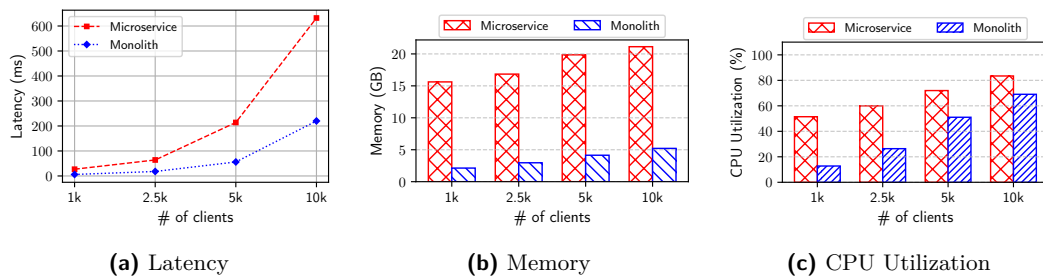 Microservice
Monolith
Latency (ms)
600
500
400
300
200
100
0
1k 2.5k 5k 10k
# of clients
(a) Latency
Microservice Monolith
Memory (GB)
20
15
10
5
0
1k 2.5k 5k 10k
# of clients
(b) Memory
Microservice Monolith
CPU Utilization (%)
100
80
60
40
20
0
1k 2.5k 5k 10k
# of clients
(c) CPU Utilization